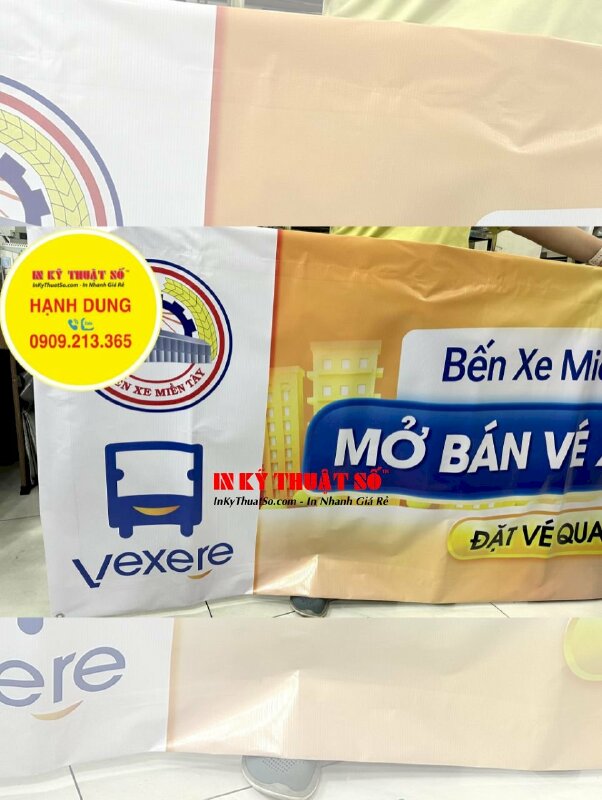 IN KỸ THUẬT SỐ
InKyThuatSo.com - In Nhanh Giá Rẻ
HẠNH DUNG
0909.213.365
BẾN XE MIỀN TÂY
Bến Xe Miề
MỞ BÁN VÉ
IN KỸ THUẬT SỐ
InKyThuatSo.com - In Nhanh Giá Rẻ
ĐẶT VÉ QUA
vexere
ere